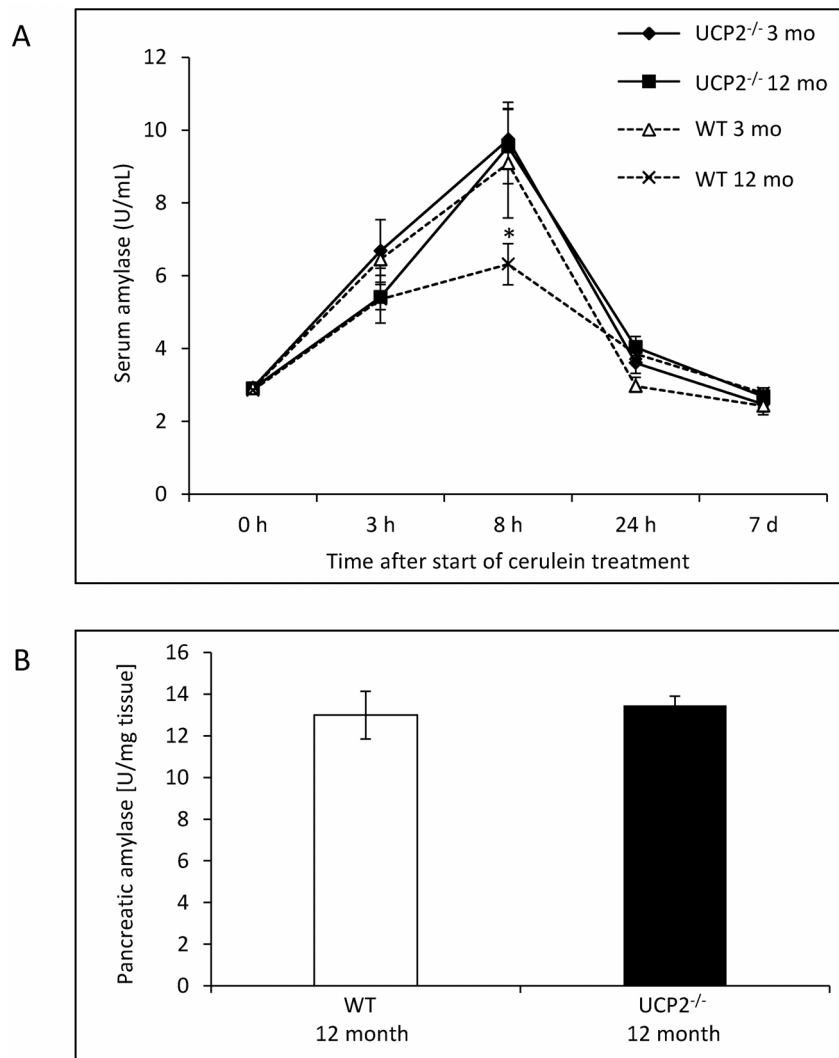 A
UCP2-/- 3 mo
UCP2-/- 12 mo
WT 3 mo
WT 12 mo
12
10
8
6
4
2
0
Serum amylase (U/mL)
*
0 h 3 h 8 h 24 h 7 d
Time after start of cerulein treatment
B
16
14
12
10
8
6
4
2
0
Pancreatic amylase [U/mg tissue]
WT UCP2-/-
12 month 12 month